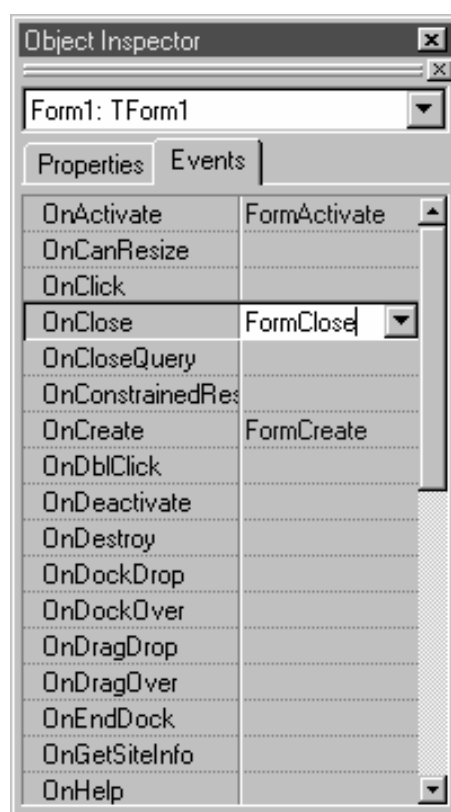 Object Inspector
Form1: TForm1
Properties Events
OnActivate FormActivate
OnCanResize
OnClick
OnClose FormClose
OnCloseQuery
OnConstrainedRes
OnCreate FormCreate
OnDblClick
OnDeactivate
OnDestroy
OnDockDrop
OnDockOver
OnDragDrop
OnDragOver
OnEndDock
OnGetSiteInfo
OnHelp